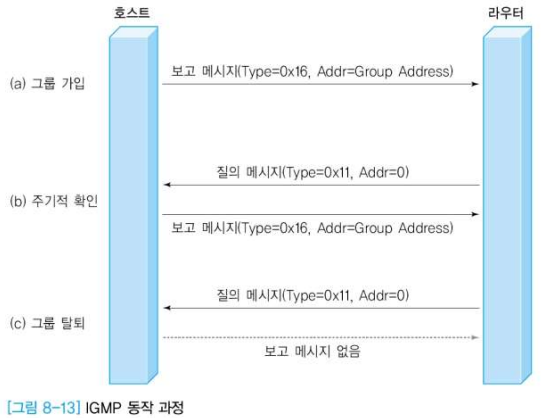 호스트
라우터
보고 메시지(Type=0x16, Addr=Group Address)
(a) 그룹 가입
질의 메시지(Type=0x11, Addr=0)
(b) 주기적 확인
보고 메시지(Type=0x16, Addr=Group Address)
질의 메시지(Type=0x11, Addr=0)
(c) 그룹 탈퇴
보고 메시지 없음
[그림 8-13] IGMP 동작 과정